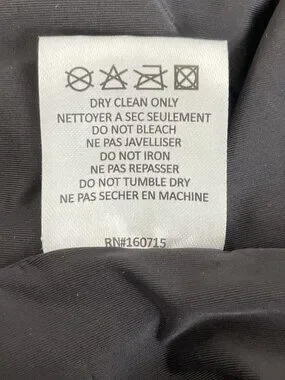 DRY CLEAN ONLY
NETTOYER A SEC SEULEMENT
DO NOT BLEACH
NE PAS JAVELLISER
DO NOT IRON
NE PAS REPASSER
DO NOT TUMBLE DRY
NE PAS SECHER EN MACHINE
RN#160715